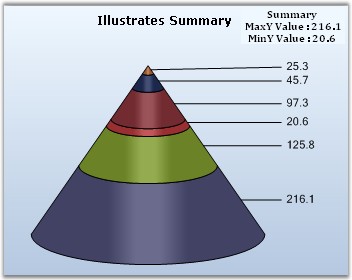 Illustrates Summary
Summary
MaxY Value :216.1
MinY Value :20.6
25.3
45.7
97.3
20.6
125.8
216.1